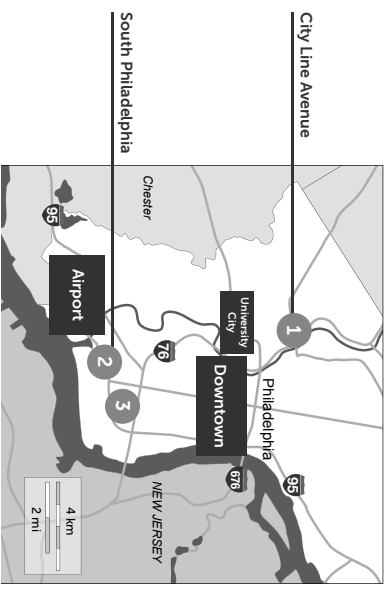 City Line Avenue
South Philadelphia
Chester
95
Airport
University
City
1
2
76
3
Downtown
Philadelphia
676
95
NEW JERSEY
4 km
2 mi